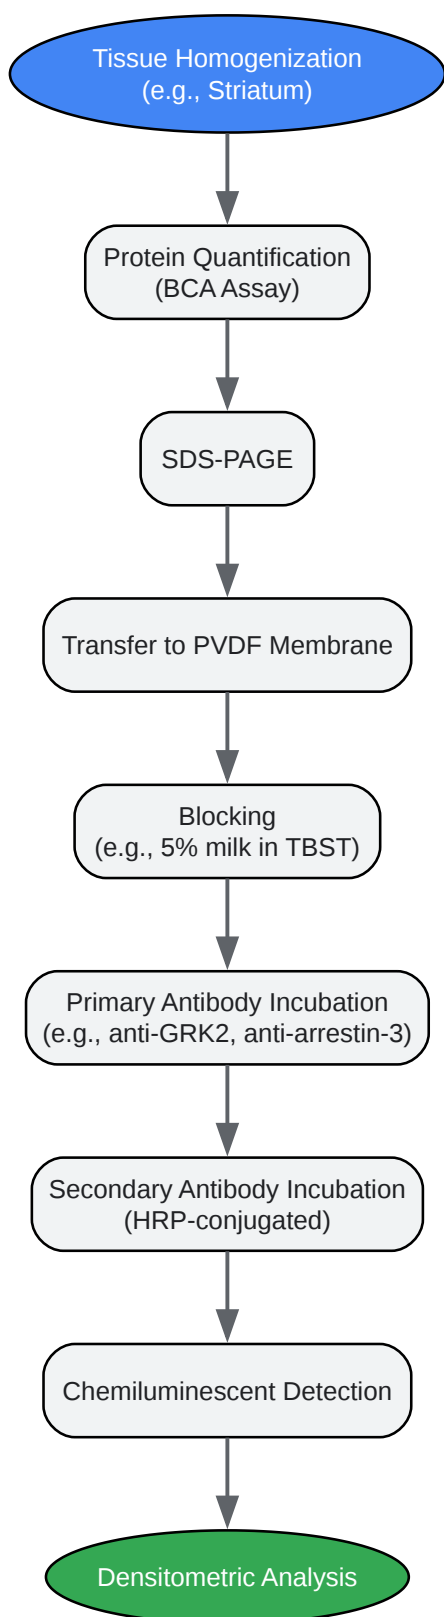 Tissue Homogenization
(e.g., Striatum)
Protein Quantification
(BCA Assay)
SDS-PAGE
Transfer to PVDF Membrane
Blocking
(e.g., 5% milk in TBST)
Primary Antibody Incubation
(e.g., anti-GRK2, anti-arrestin-3)
Secondary Antibody Incubation
(HRP-conjugated)
Chemiluminescent Detection
Densitometric Analysis